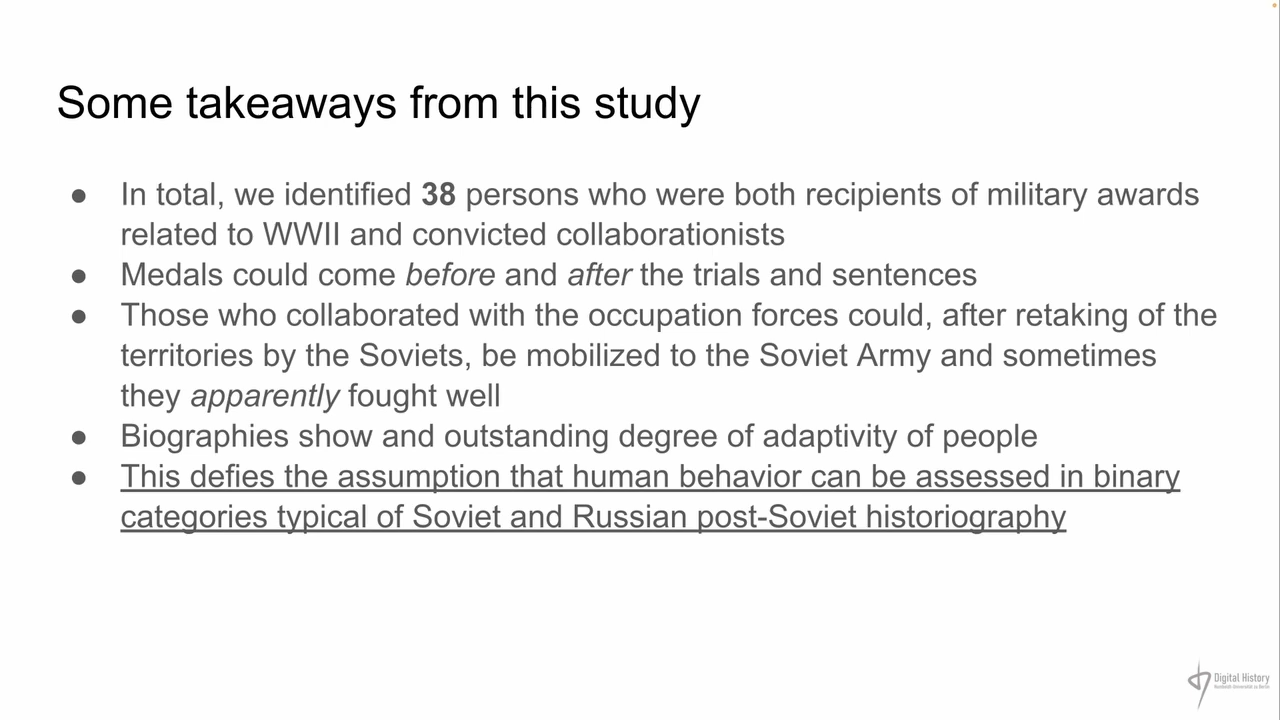 Some takeaways from this study
● In total, we identified 38 persons who were both recipients of military awards
related to WWII and convicted collaborationists
● Medals could come before and after the trials and sentences
● Those who collaborated with the occupation forces could, after retaking of the
territories by the Soviets, be mobilized to the Soviet Army and sometimes
they apparently fought well
● Biographies show and outstanding degree of adaptivity of people
● This defies the assumption that human behavior can be assessed in binary
categories typical of Soviet and Russian post-Soviet historiography
Digital History
Humboldt-Universität zu Berlin